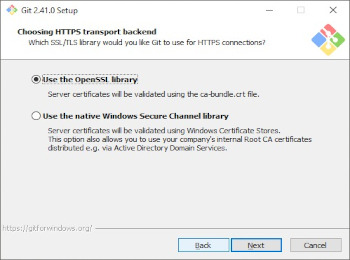 Git 2.41.0 Setup
Choosing HTTPS transport backend
Which SSL/TLS library would you like Git to use for HTTPS connections?
Use the OpenSSL library
Server certificates will be validated using the ca-bundle.crt file.
Use the native Windows Secure Channel library
Server certificates will be validated using Windows Certificate Stores.
This option also allows you to use your company's internal Root CA certificates
distributed e.g. via Active Directory Domain Services.
https://gitforwindows.org/
Back Next Cancel